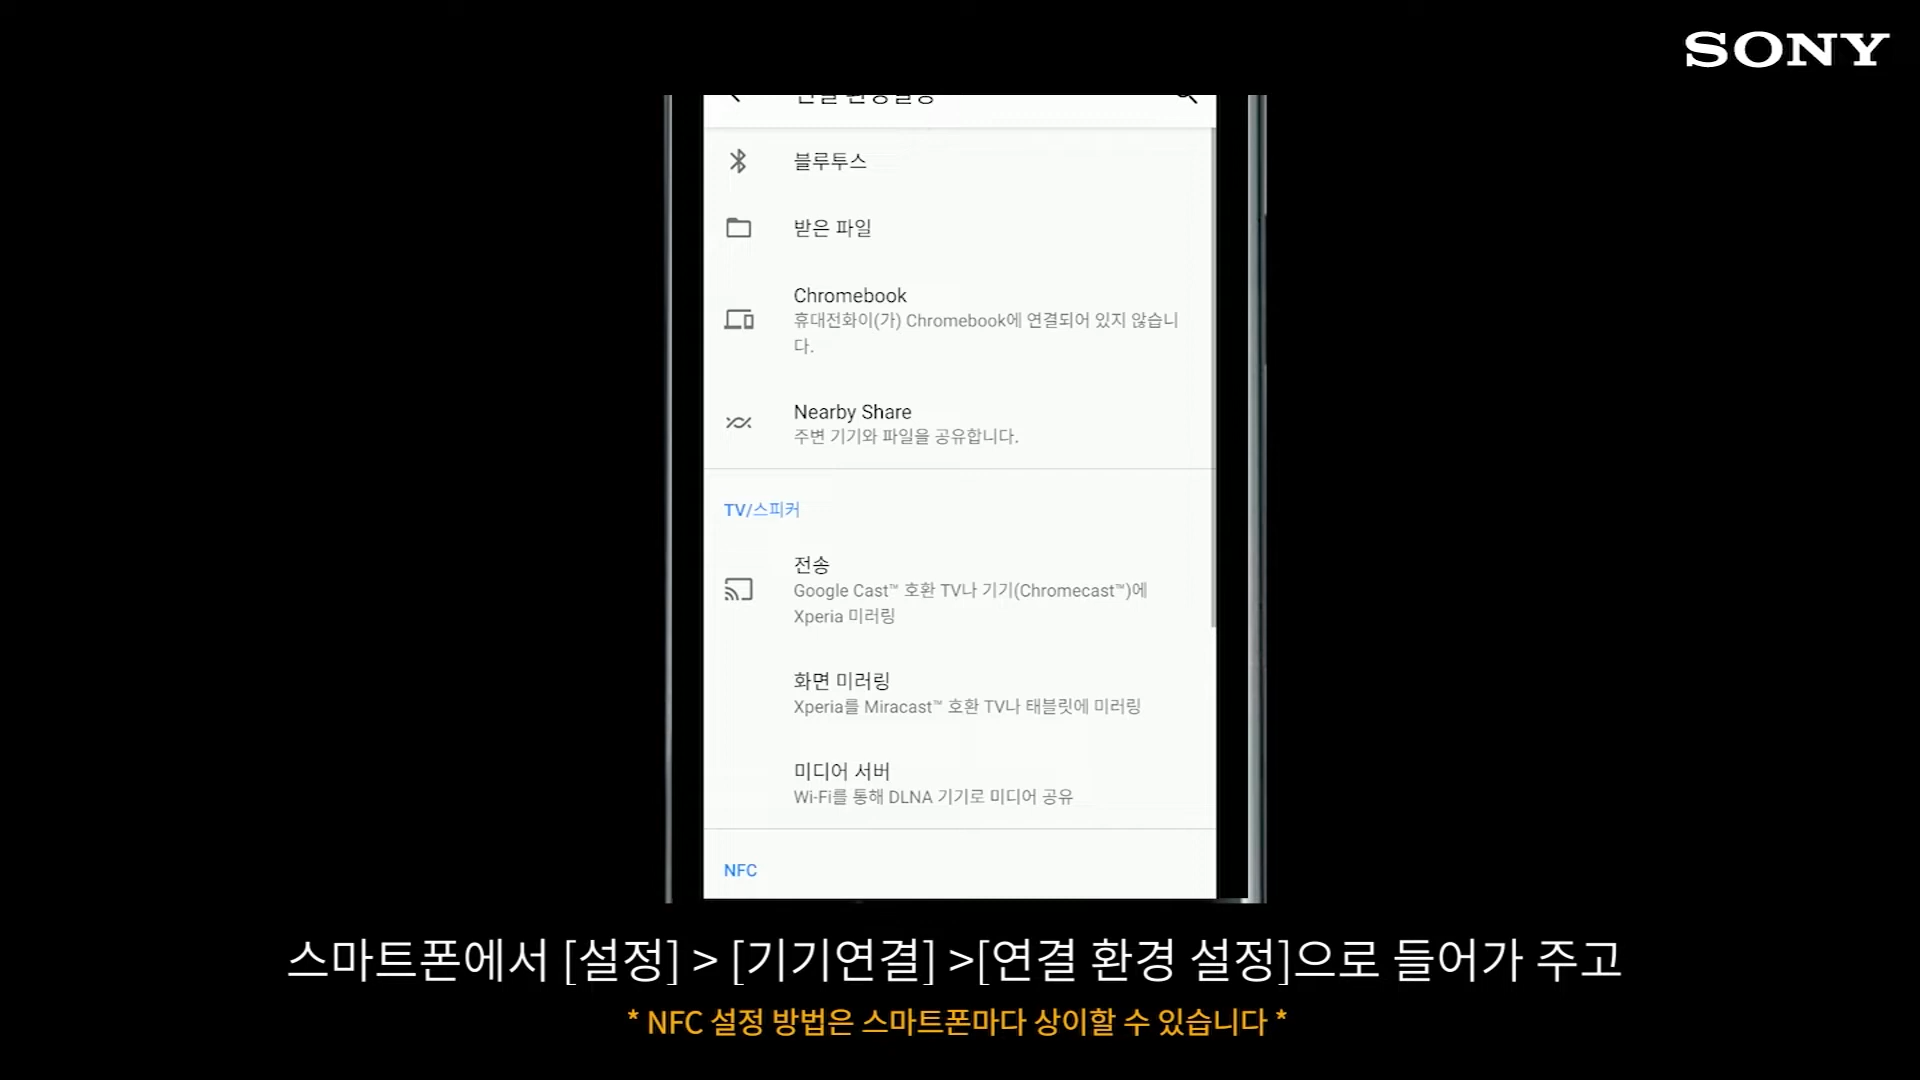 SONY
연결 환경설정
블루투스
받은 파일
Chromebook
휴대전화이(가) Chromebook에 연결되어 있지 않습니
다.
Nearby Share
주변 기기와 파일을 공유합니다.
TV/스피커
전송
Google Cast™ 호환 TV나 기기(Chromecast™)에
Xperia 미러링
화면 미러링
Xperia를 Miracast™ 호환 TV나 태블릿에 미러링
미디어 서버
Wi-Fi를 통해 DLNA 기기로 미디어 공유
NFC
스마트폰에서 [설정] > [기기연결] >[연결 환경 설정]으로 들어가 주고
* NFC 설정 방법은 스마트폰마다 상이할 수 있습니다 *